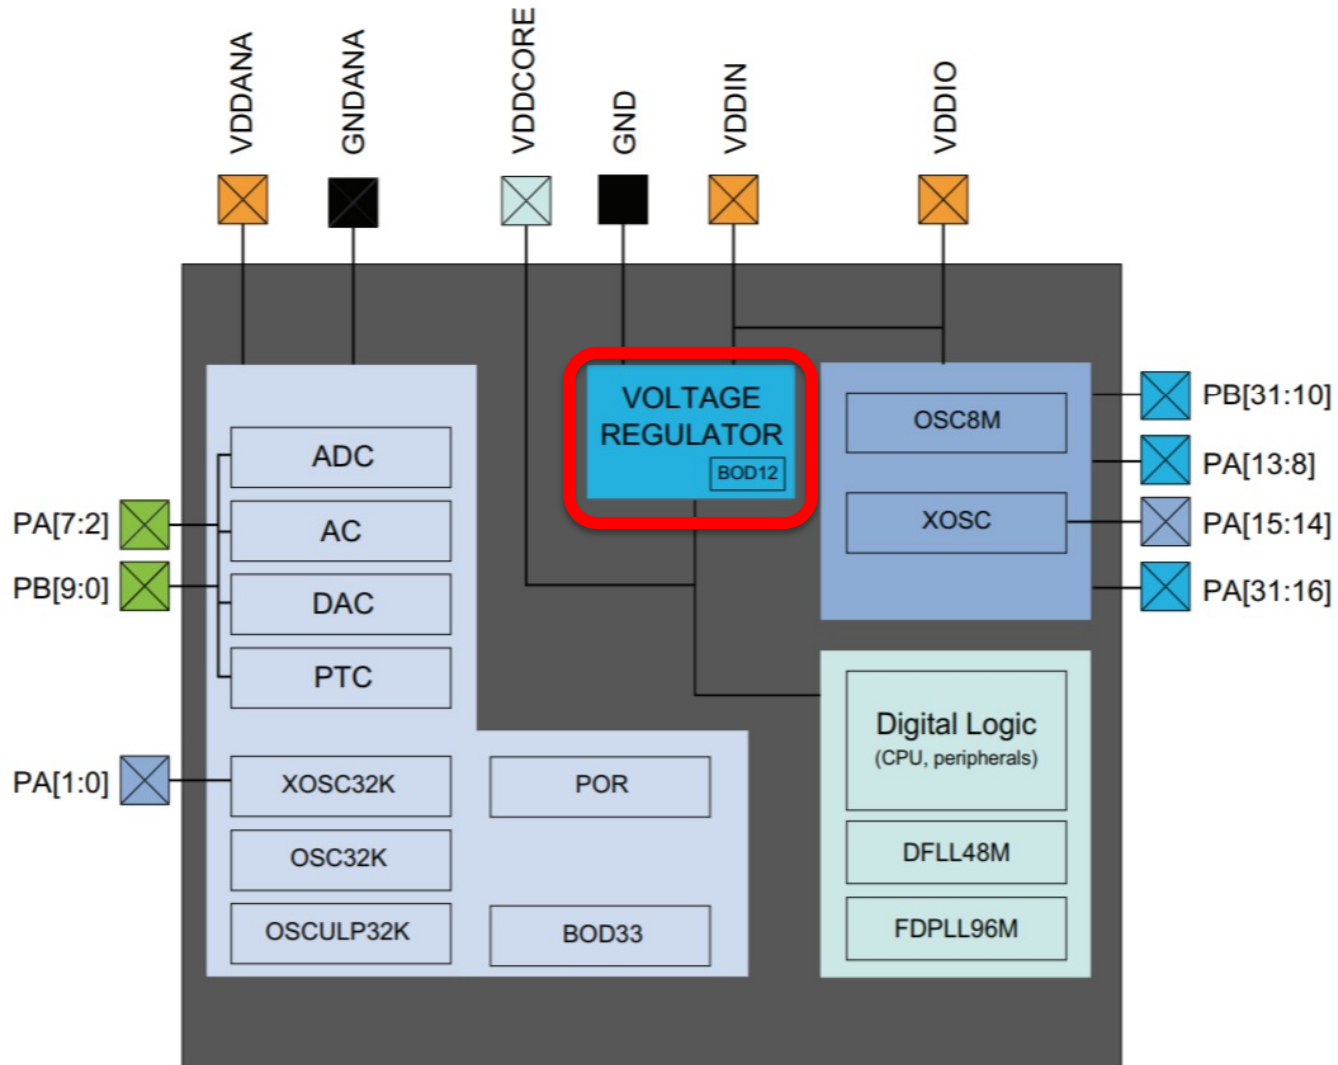 VDDANA
GNDANA
VDDCORE
GND
VDDIN
VDDIO
VOLTAGE
REGULATOR
BOD12
OSC8M
XOSC
PB[31:10]
PA[13:8]
PA[15:14]
PA[31:16]
ADC
AC
DAC
PTC
PA[7:2]
PB[9:0]
PA[1:0]
XOSC32K
OSC32K
OSCULP32K
POR
BOD33
Digital Logic
(CPU, peripherals)
DFLL48M
FDPLL96M